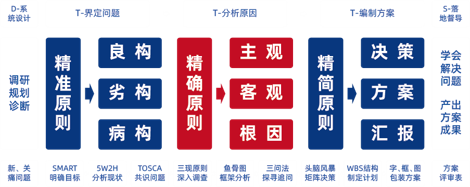 D-系
统设计
T-界定问题
T-分析原因
T-编制方案
S-落
地督导
调研
规划
诊断
精准原则
良构
劣构
病构
精确原则
主观
客观
根因
精简原则
决策
方案
汇报
学会
解决
问题
产出
方案
成果
新、关
痛问题
SMART
明确目标
5W2H
分析现状
TOSCA
共识问题
三现原则
深入调查
鱼骨图
框架分析
三问法
探寻追问
头脑风暴
矩阵决策
WBS结构
制定计划
字、框、图
包装方案
方案
评审表